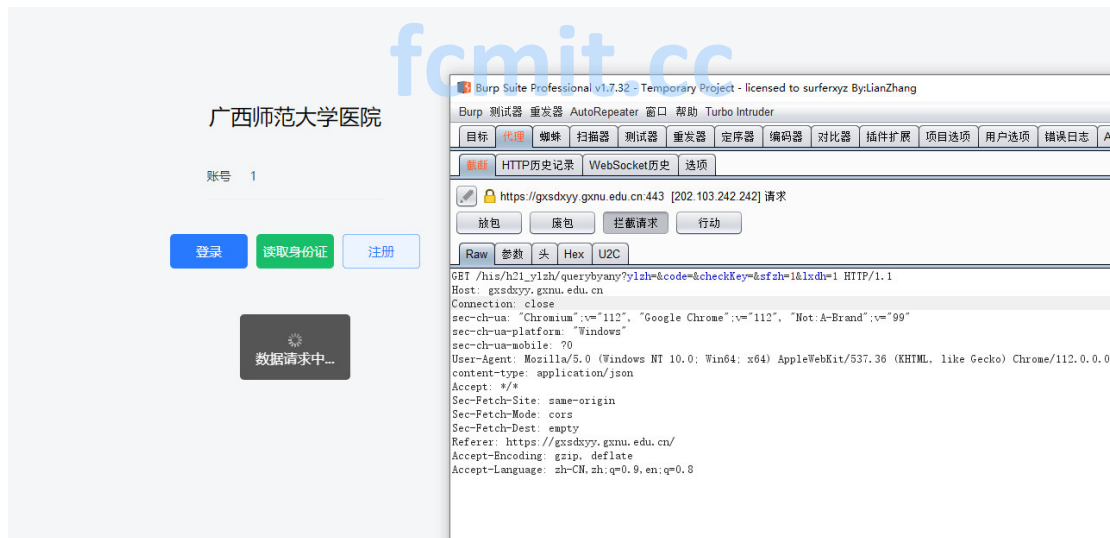 fcmit.cc
广西师范大学医院
账号 1
登录 读取身份证 注册
数据请求中...
Burp Suite Professional v1.7.32 - Temporary Project - licensed to surferxyz By:LianZhang
Burp 测试器 重发器 AutoRepeater 窗口 帮助 Turbo Intruder
目标 代理 蜘蛛 扫描器 测试器 重发器 定序器 编码器 对比器 插件扩展 项目选项 用户选项 错误日志 A
截断 HTTP历史记录 WebSocket历史 选项
https://gxsdxyy.gxnu.edu.cn:443 [202.103.242.242] 请求
放包 废包 拦截请求 行动
Raw 参数 头 Hex U2C
GET /his/h21_ylzh/querybyany?ylzh=&code=&checkKey=&sfzh=1&lxdh=1 HTTP/1.1
Host: gxsdxyy.gxnu.edu.cn
Connection: close
sec-ch-ua: "Chromium";v="112", "Google Chrome";v="112", "Not:A-Brand";v="99"
sec-ch-ua-platform: "Windows"
sec-ch-ua-mobile: ?0
User-Agent: Mozilla/5.0 (Windows NT 10.0; Win64; x64) AppleWebKit/537.36 (KHTML, like Gecko) Chrome/112.0.0.0
content-type: application/json
Accept: */*
Sec-Fetch-Site: same-origin
Sec-Fetch-Mode: cors
Sec-Fetch-Dest: empty
Referer: https://gxsdxyy.gxnu.edu.cn/
Accept-Encoding: gzip, deflate
Accept-Language: zh-CN,zh;q=0.9,en;q=0.8